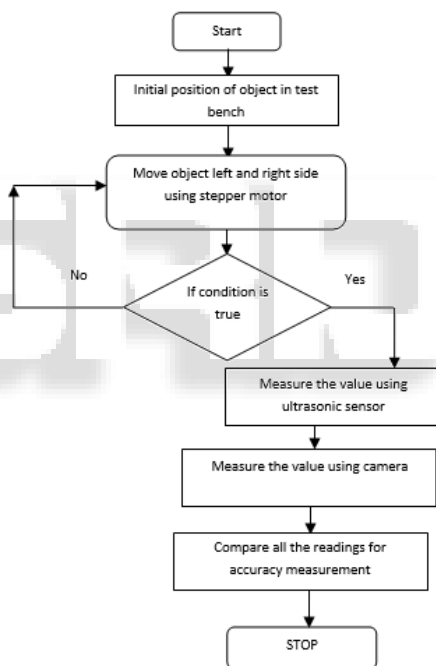 Start
Initial position of object in test
bench
Move object left and right side
using stepper motor
No
Yes
If condition is
true
Measure the value using
ultrasonic sensor
Measure the value using camera
Compare all the readings for
accuracy measurement
STOP